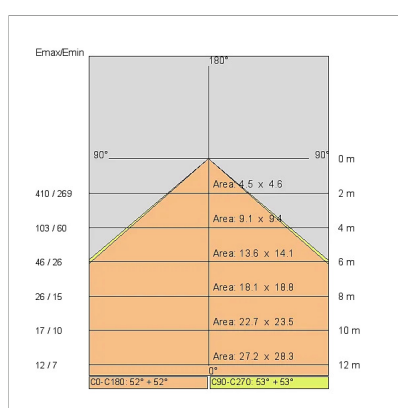 Emax/Emin
180°
90° 90° 0 m
Area: 4.5 x 4.6
410 / 269 2 m
Area: 9.1 x 9.4
103 / 60 4 m
Area: 13.6 x 14.1
46 / 26 6 m
Area: 18.1 x 18.8
26 / 15 8 m
Area: 22.7 x 23.5
17 / 10 10 m
Area: 27.2 x 28.3
12 / 7 12 m
0°
C0-C180: 52° + 52° C90-C270: 53° + 53°